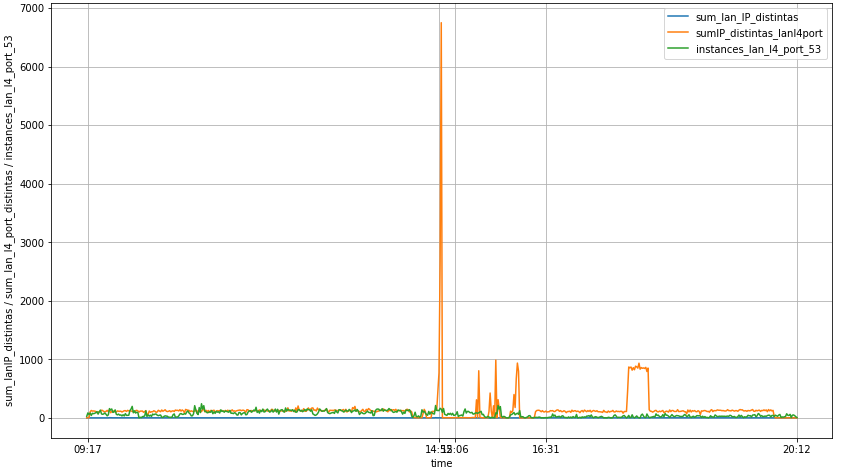 sum_lan_IP_distintas
sumIP_distintas_lanl4port
instances_lan_l4_port_53
sum_lanIP_distintas / sum_lan_l4_port_distintas / instances_lan_l4_port_53
7000
6000
5000
4000
3000
2000
1000
0
09:17
15:06
16:31
20:12
time